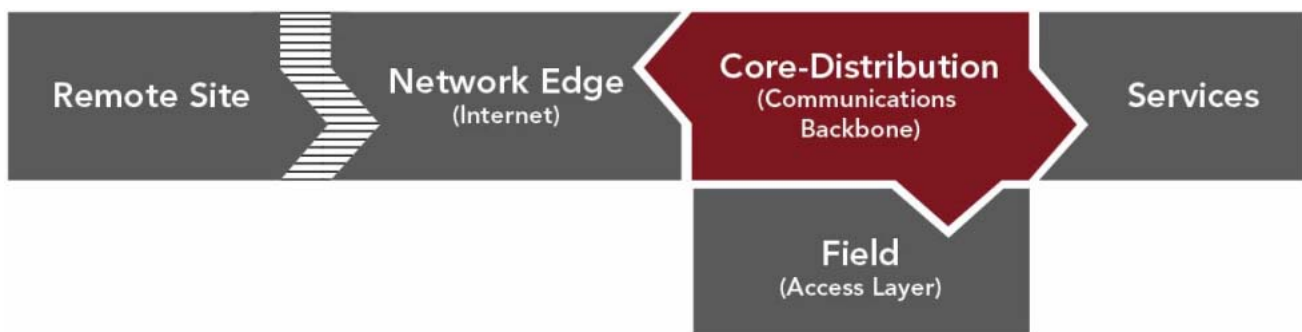 Remote Site
Network Edge
(Internet)
Core-Distribution
(Communications
Backbone)
Services
Field
(Access Layer)